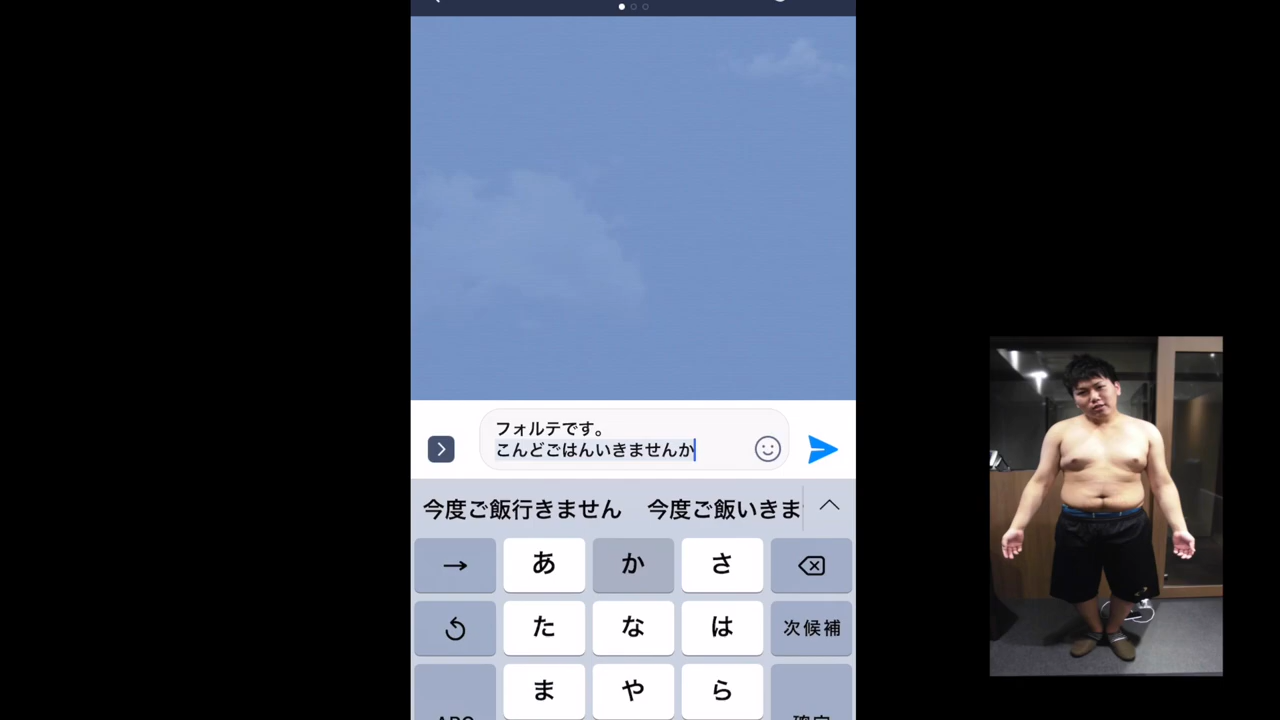 フォルテです。
こんどごはんいきませんか
今度ご飯行きません 今度ご飯いきま
→ あ か さ
た な は 次候補
ま や ら